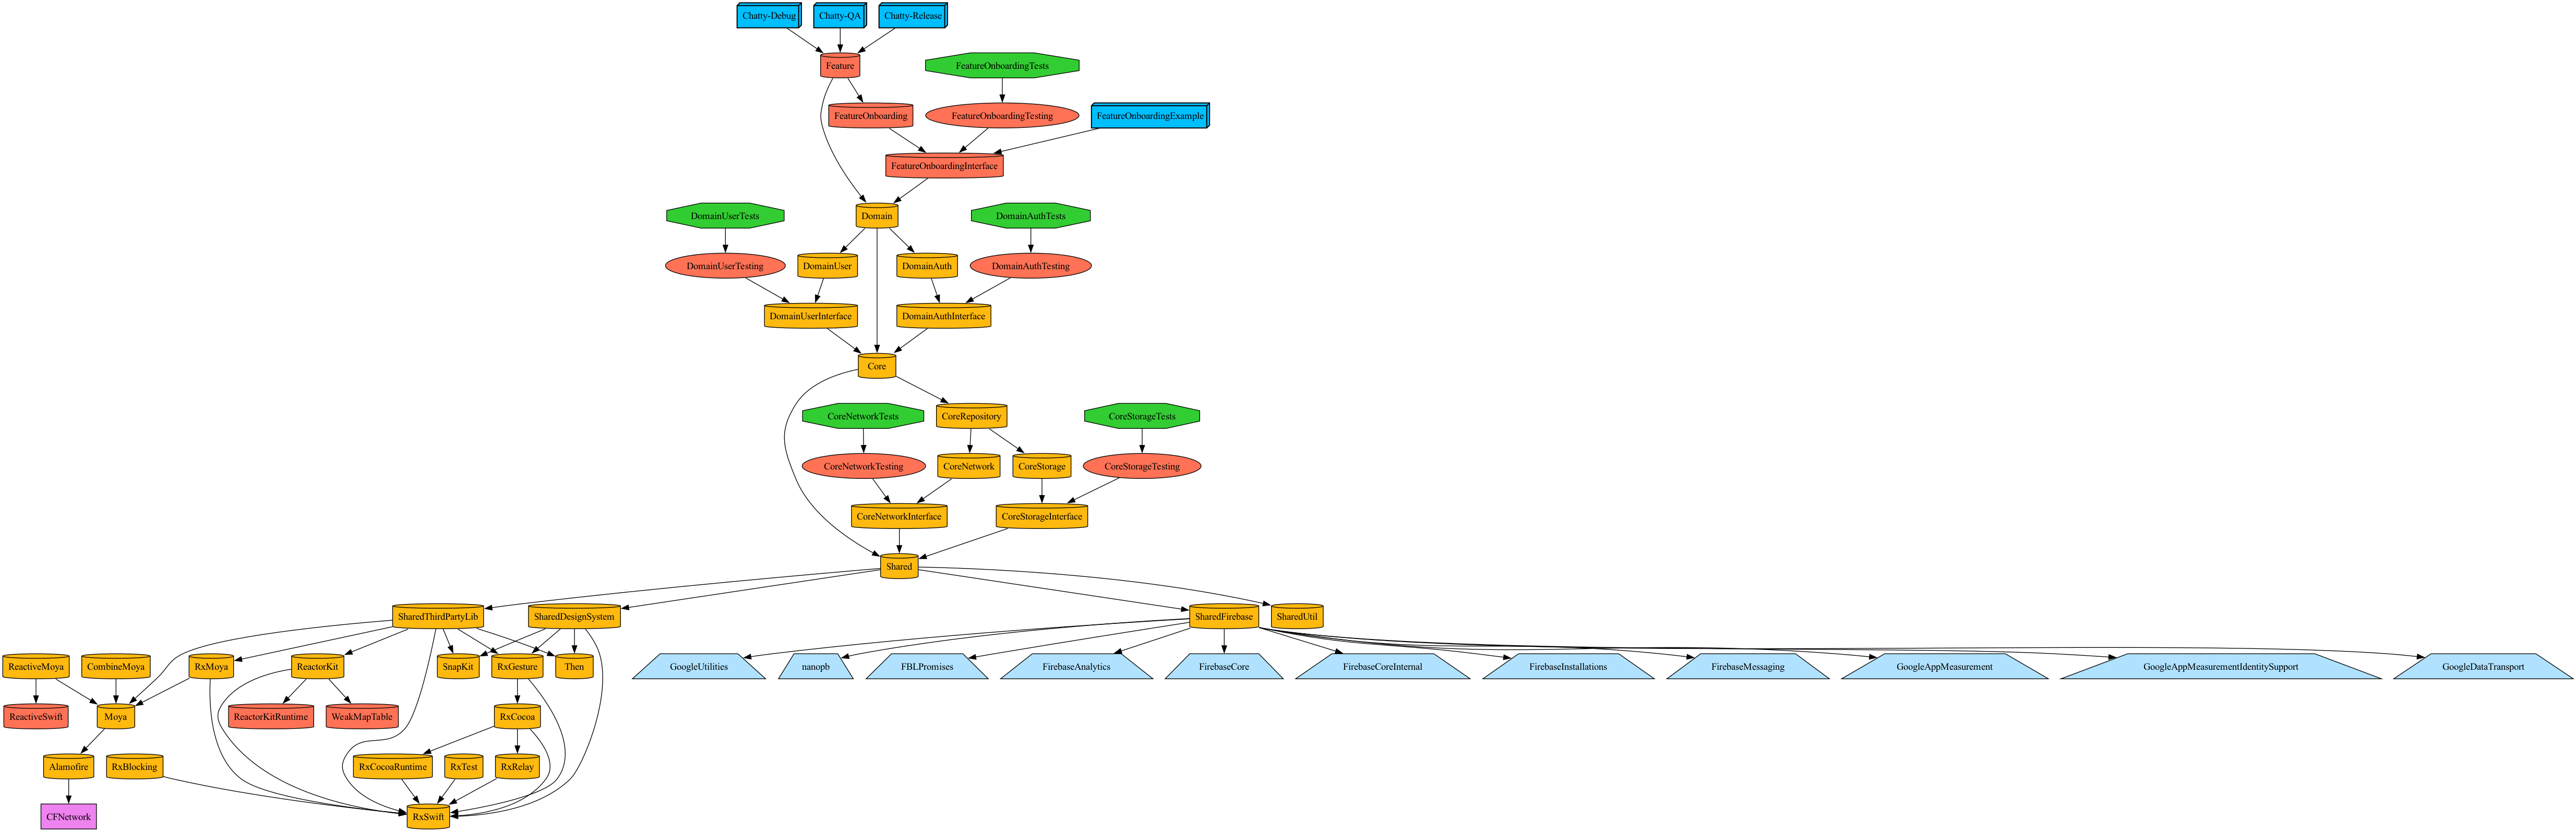 Chatty-Debug
Chatty-QA
Chatty-Release
Feature
FeatureOnboardingTests
FeatureOnboarding
FeatureOnboardingTesting
FeatureOnboardingExample
FeatureOnboardingInterface
DomainUserTests
Domain
DomainAuthTests
DomainUserTesting
DomainUser
DomainAuth
DomainAuthTesting
DomainUserInterface
DomainAuthInterface
Core
CoreNetworkTests
CoreRepository
CoreStorageTests
CoreNetworkTesting
CoreNetwork
CoreStorage
CoreStorageTesting
CoreNetworkInterface
CoreStorageInterface
Shared
SharedThirdPartyLib
SharedDesignSystem
SharedFirebase
SharedUtil
ReactiveMoya
CombineMoya
RxMoya
ReactorKit
SnapKit
RxGesture
Then
GoogleUtilities
nanopb
FBLPromises
FirebaseAnalytics
FirebaseCore
FirebaseCoreInternal
FirebaseInstallations
FirebaseMessaging
GoogleAppMeasurement
GoogleAppMeasurementIdentitySupport
GoogleDataTransport
ReactiveSwift
Moya
ReactorKitRuntime
WeakMapTable
RxCocoa
Alamofire
RxBlocking
RxCocoaRuntime
RxTest
RxRelay
CFNetwork
RxSwift